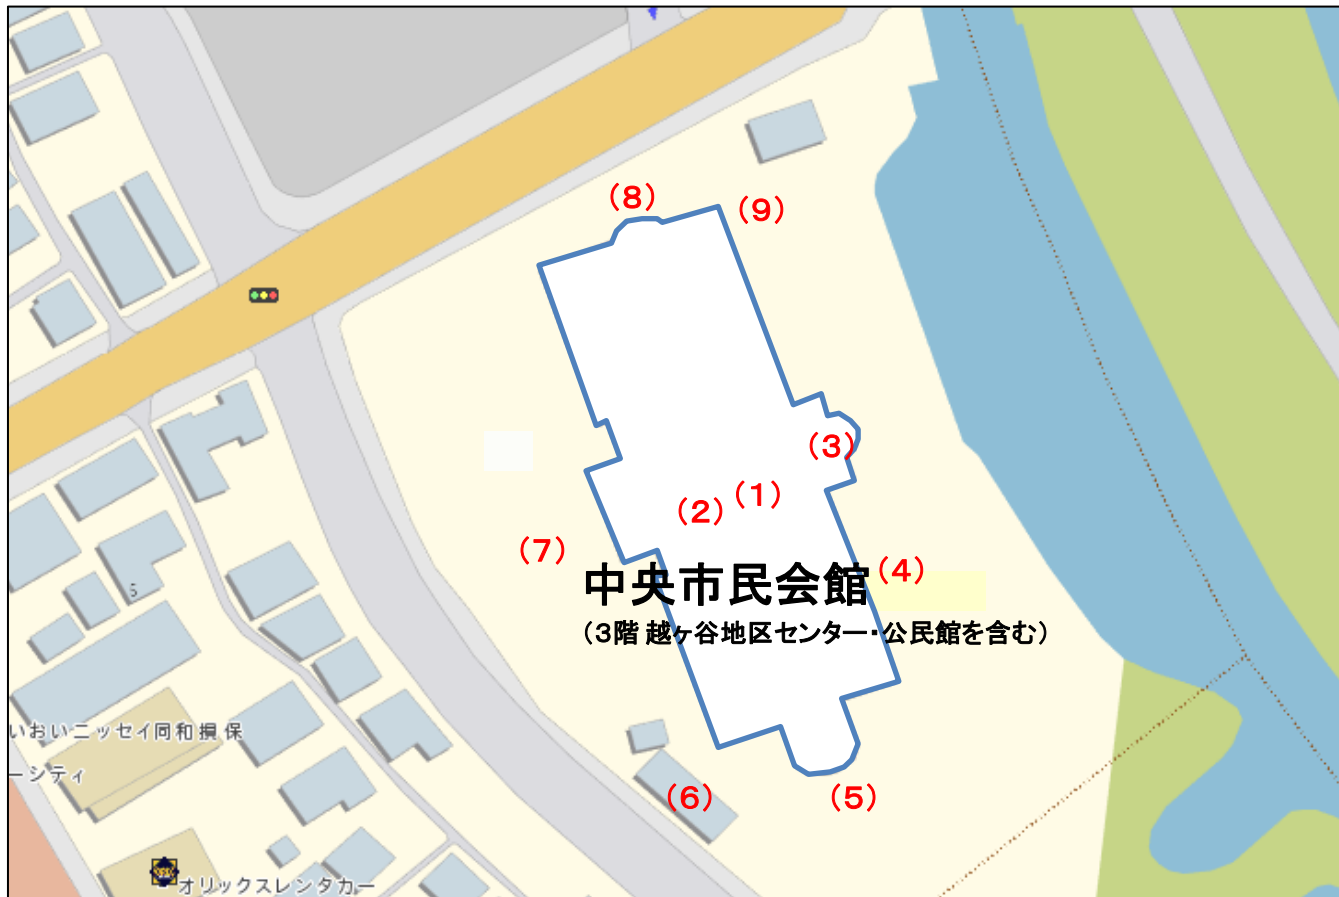 （8）
（9）
（3）
（1）
（2）
（7）
（4）
中央市民会館
（3階 越ヶ谷地区センター・公民館を含む）
5
いおいニッセイ同和損保
ーシティ
（6）
（5）
オリックスレンタカー